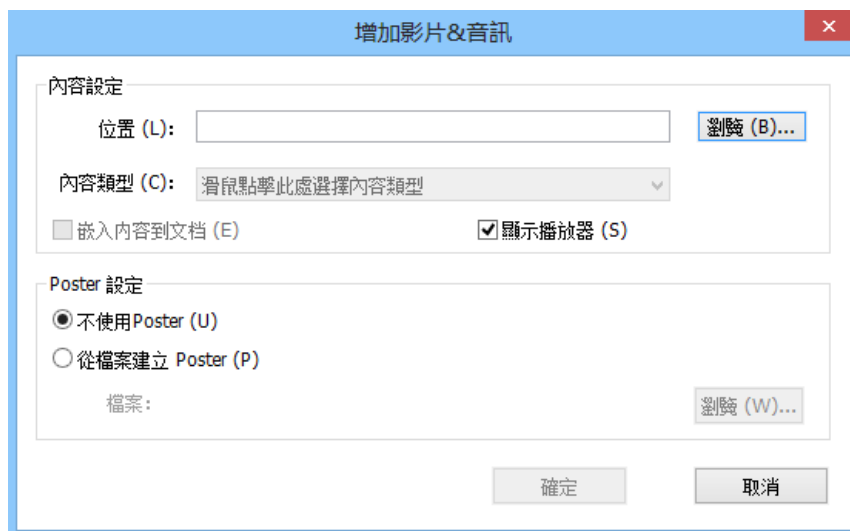 增加影片&音訊
內容設定
位置 (L)： 瀏覽 (B)...
內容類型 (C)： 滑鼠點擊此處選擇內容類型
嵌入内容到文档 (E) 顯示播放器 (S)
Poster 設定
不使用Poster (U)
從檔案建立 Poster (P)
檔案： 瀏覽 (W)...
確定 取消